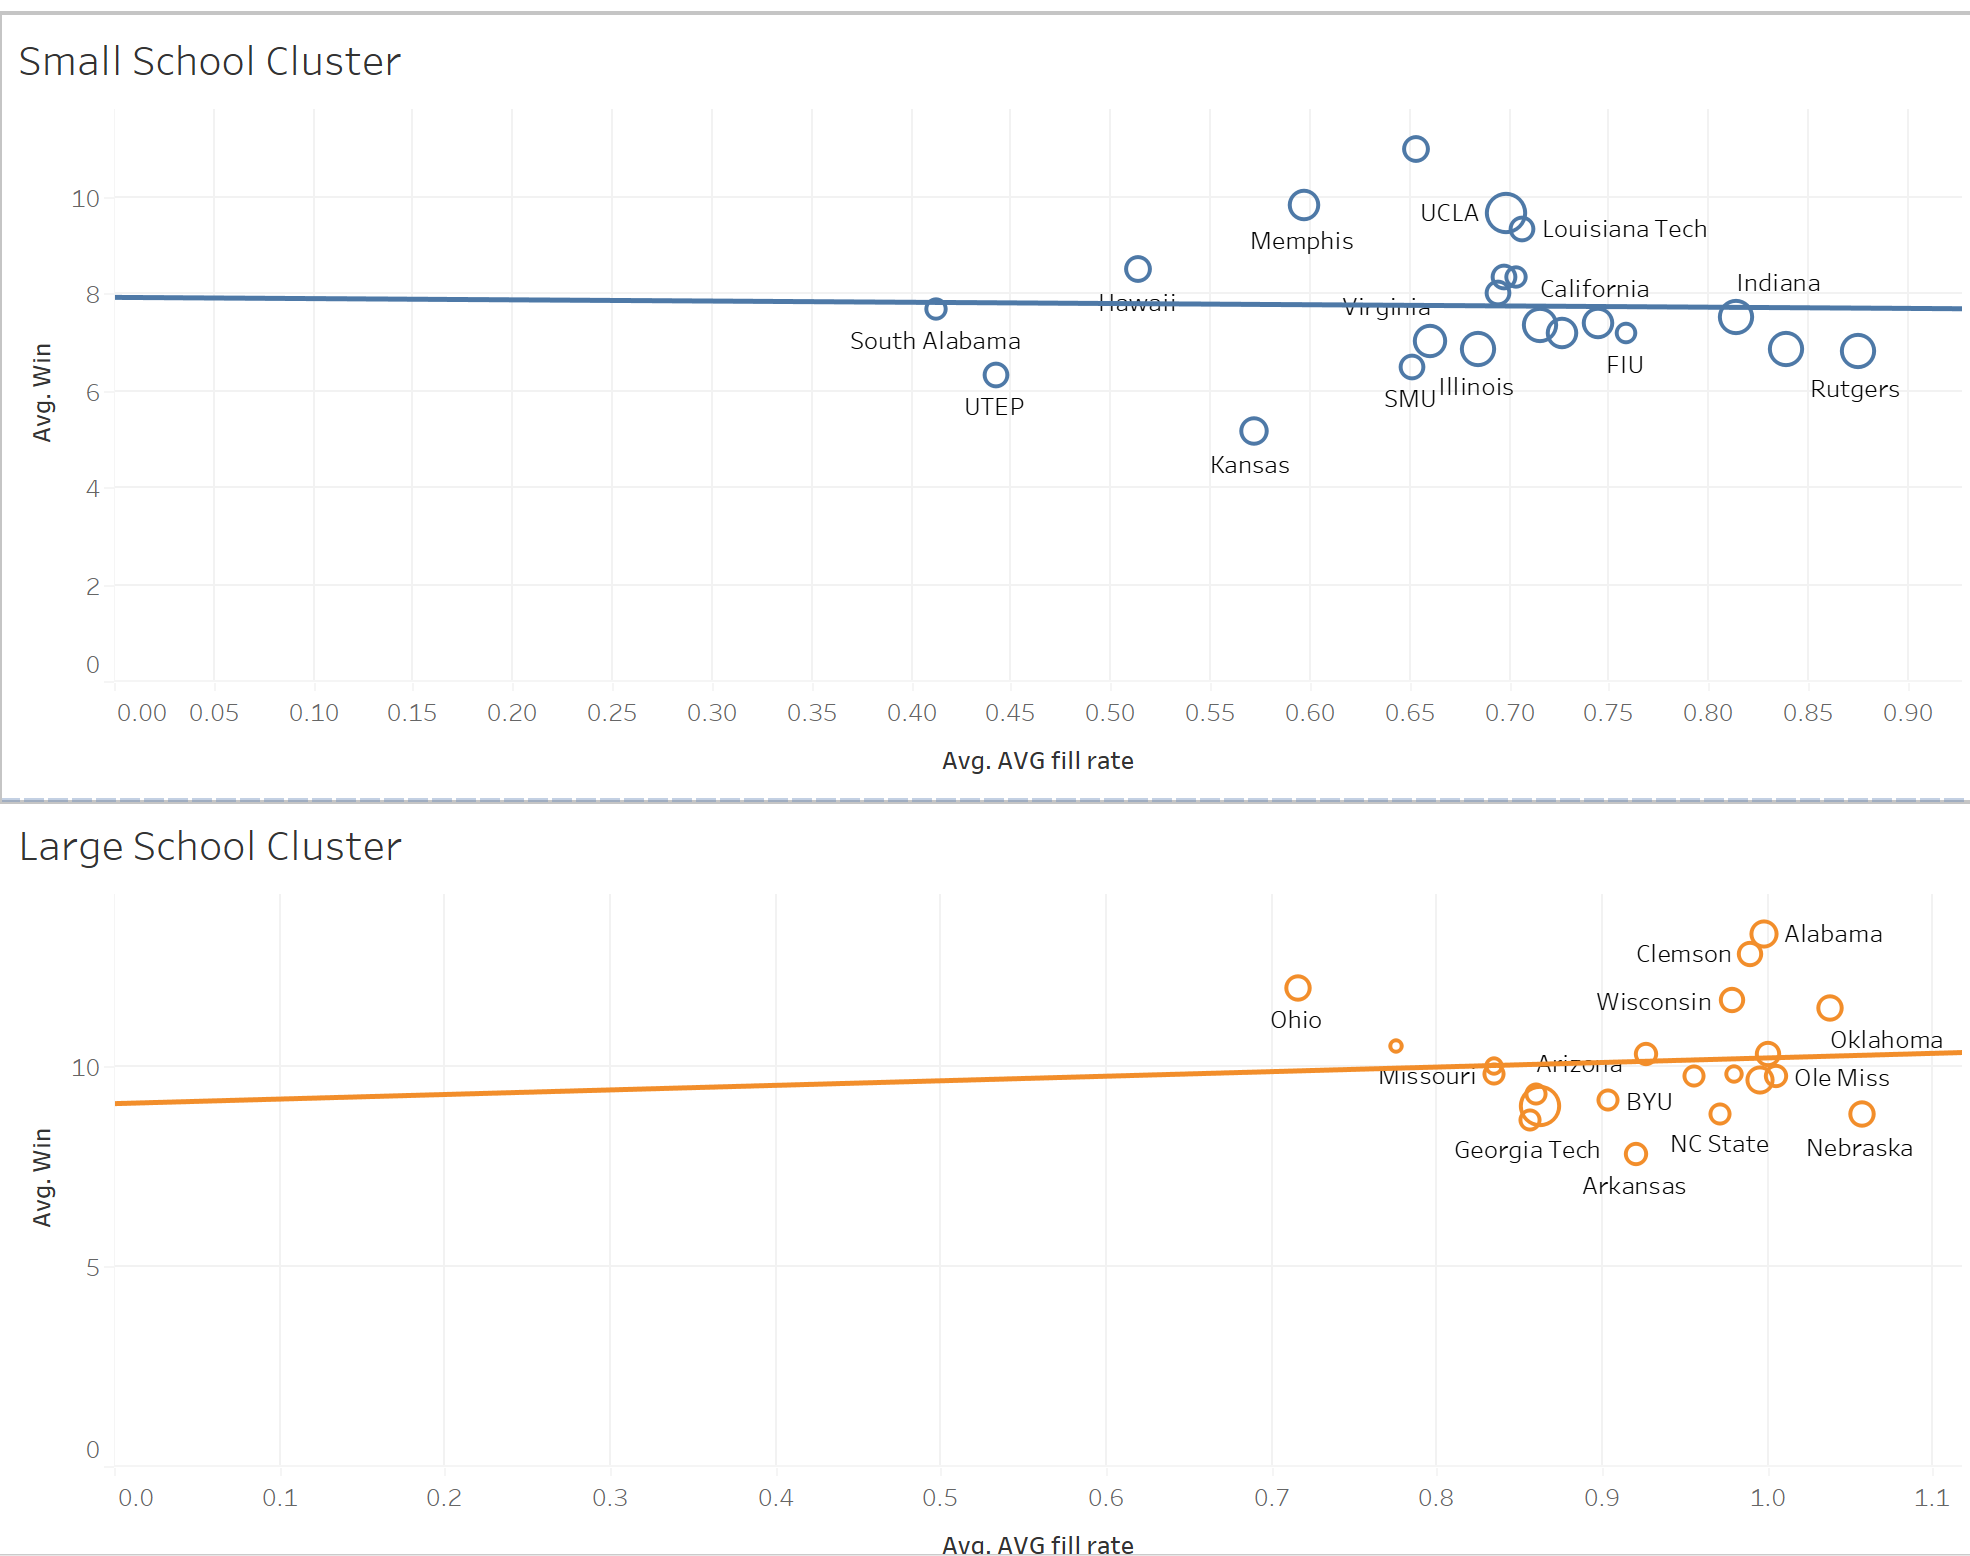 Small School Cluster
10
UCLA
Louisiana Tech
Memphis
Indiana
California
8
Hawaii
Virginia
South Alabama
Avg. Win
FIU
6
Illinois
Rutgers
SMU
UTEP
Kansas
4
2
0
0.00 0.05 0.10 0.15 0.20 0.25 0.30 0.35 0.40 0.45 0.50 0.55 0.60 0.65 0.70 0.75 0.80 0.85 0.90
Avg. AVG fill rate
Large School Cluster
Alabama
Clemson
Wisconsin
Ohio
Oklahoma
Arizona
10
Missouri
Ole Miss
BYU
NC State
Nebraska
Georgia Tech
Avg. Win
Arkansas
5
0
0.0 0.1 0.2 0.3 0.4 0.5 0.6 0.7 0.8 0.9 1.0 1.1
Avg. AVG fill rate